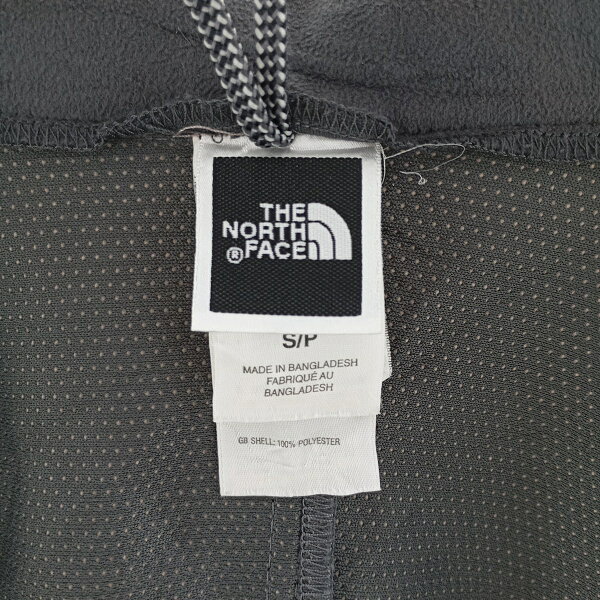 THE
NORTH
® FACE
S/P
MADE IN BANGLADESH
FABRIQUÉ AU
BANGLADESH
GB SHELL: 100% POLYESTER